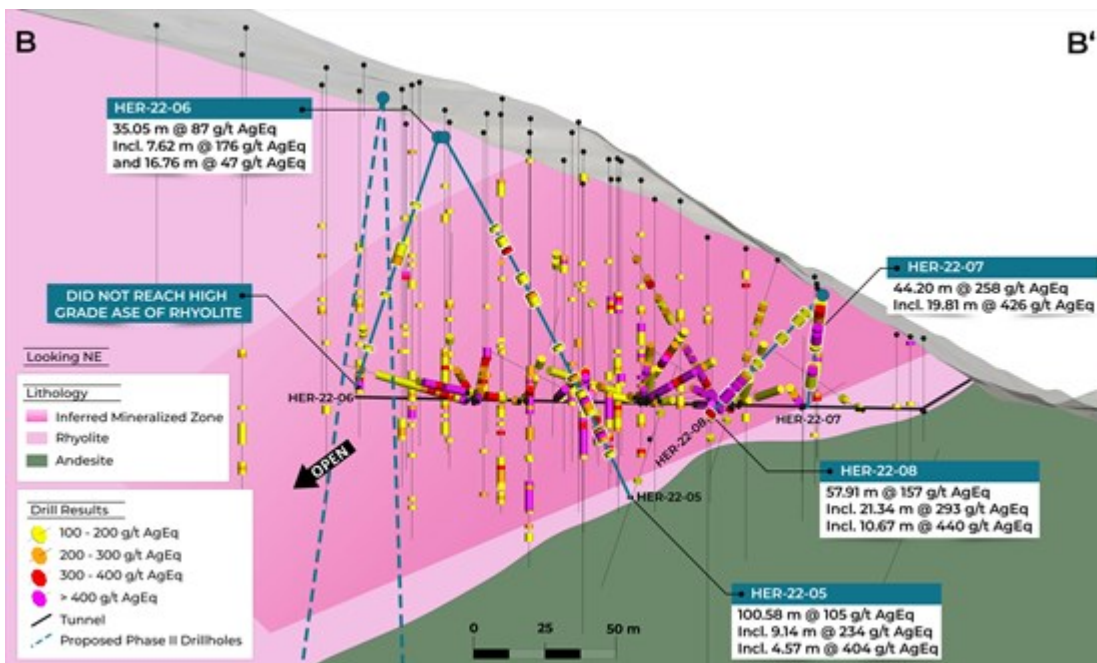 B
B'
HER-22-06
35.05 m @ 87 g/t AgEq
Incl. 7.62 m @ 176 g/t AgEq
and 16.76 m @ 47 g/t AgEq
HER-22-07
44.20 m @ 258 g/t AgEq
Incl. 19.81 m @ 426 g/t AgEq
DID NOT REACH HIGH
GRADE ASE OF RHYOLITE
Looking NE
Lithology
Inferred Mineralized Zone
Rhyolite
Andesite
HER-22-06
HER-22-07
HER-22-08
HER-22-05
OPEN
HER-22-08
57.91 m @ 157 g/t AgEq
Incl. 21.34 m @ 293 g/t AgEq
Incl. 10.67 m @ 440 g/t AgEq
Drill Results
100 - 200 g/t AgEq
200 - 300 g/t AgEq
300 - 400 g/t AgEq
> 400 g/t AgEq
Tunnel
Proposed Phase II Drillholes
HER-22-05
100.58 m @ 105 g/t AgEq
Incl. 9.14 m @ 234 g/t AgEq
Incl. 4.57 m @ 404 g/t AgEq
0 25 50 m